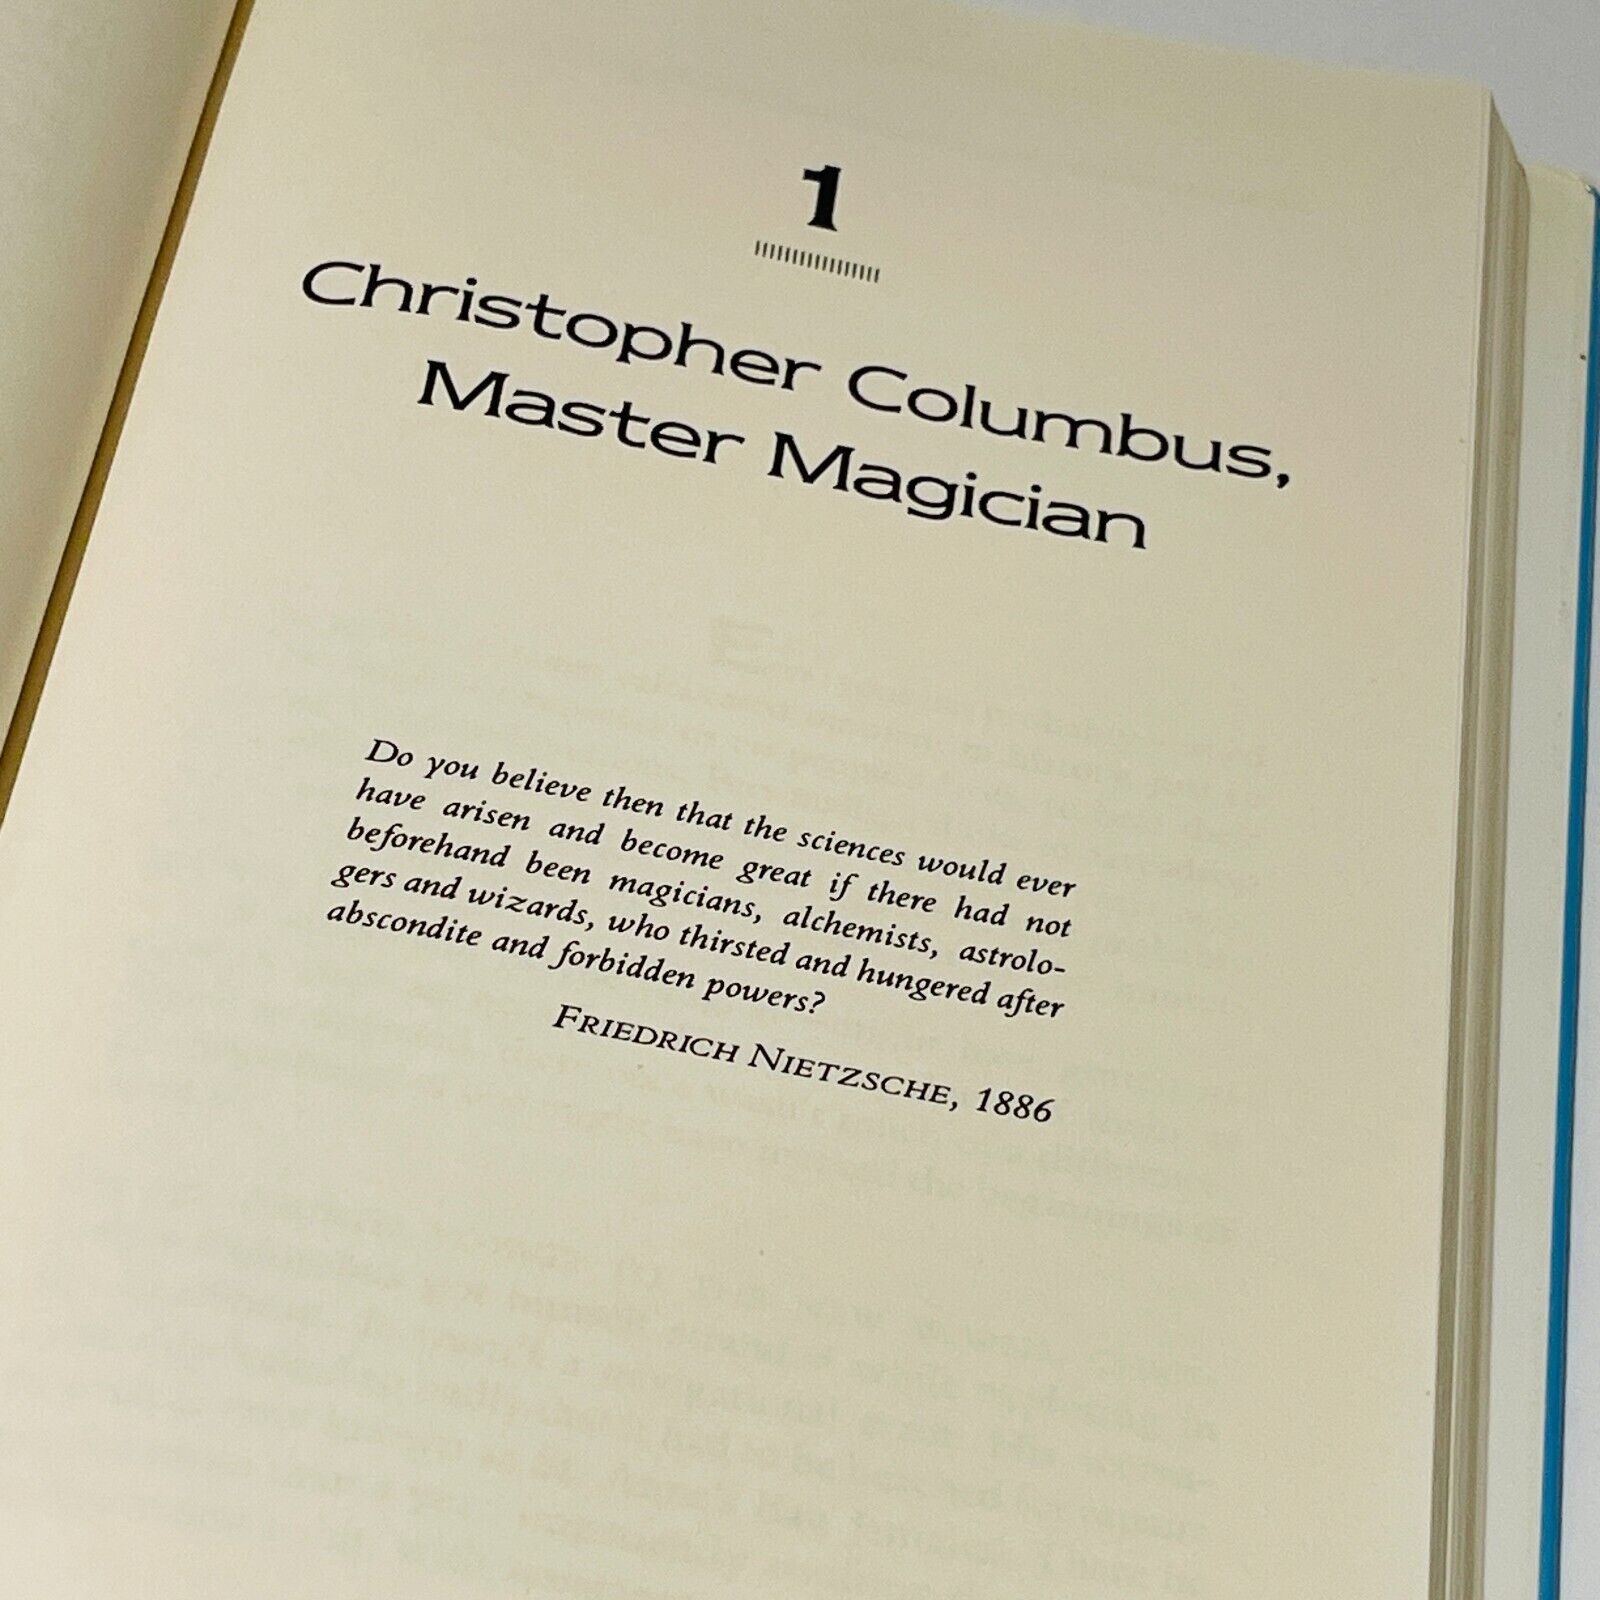 1
Christopher Columbus,
Master Magician
Do you believe then that the sciences would ever
have arisen and become great if there had not
beforehand been magicians, alchemists, astrolo-
gers and wizards, who thirsted and hungered after
abscondite and forbidden powers?
FRIEDRICH NIETZSCHE, 1886